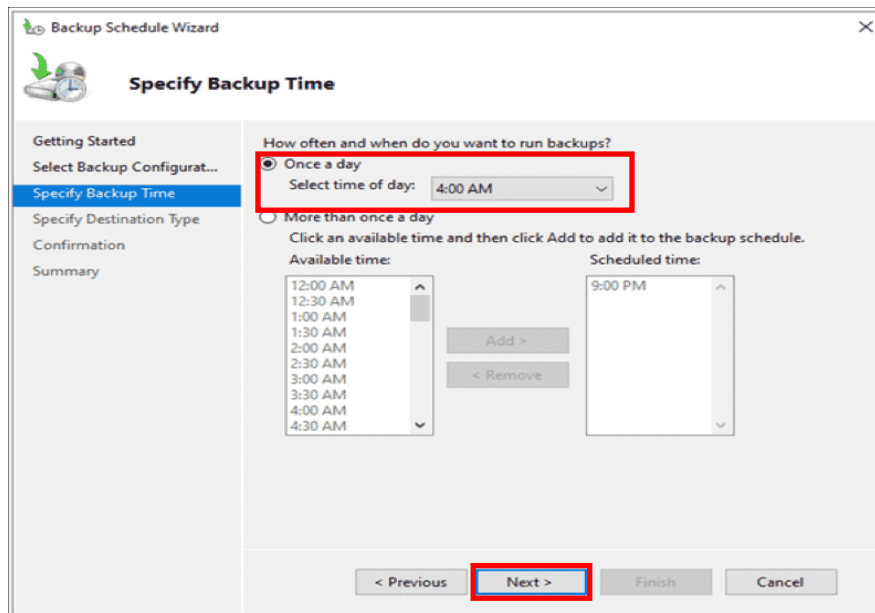 Backup Schedule Wizard
Specify Backup Time
Getting Started
Select Backup Configurat...
Specify Backup Time
Specify Destination Type
Confirmation
Summary
How often and when do you want to run backups?
Once a day
Select time of day: 4:00 AM
More than once a day
Click an available time and then click Add to add it to the backup schedule.
Available time:
12:00 AM
12:30 AM
1:00 AM
1:30 AM
2:00 AM
2:30 AM
3:00 AM
3:30 AM
4:00 AM
4:30 AM
Add >
< Remove
Scheduled time:
9:00 PM
< Previous
Next >
Finish
Cancel